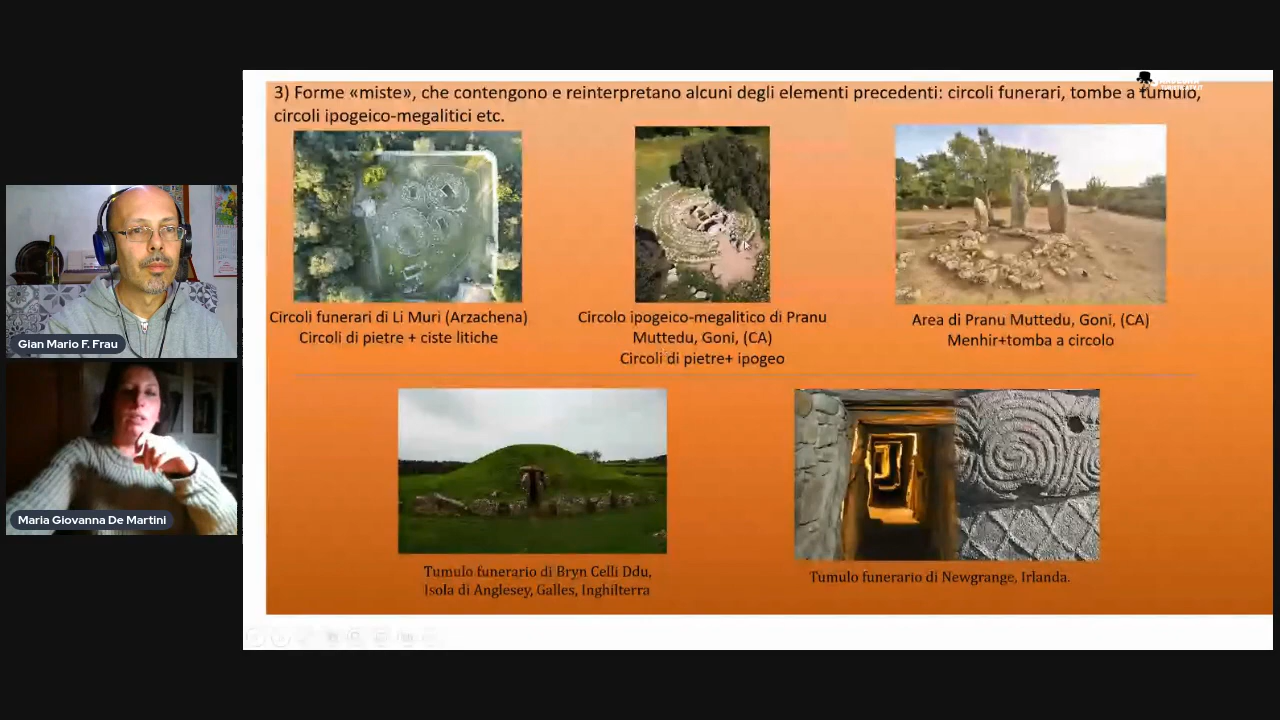 3) Forme «miste», che contengono e reinterpretano alcuni degli elementi precedenti: circoli funerari, tombe a tumulo,
circoli ipogeico-megalitici etc.
Circoli funerari di Li Muri (Arzachena)
Circoli di pietre + ciste litiche
Circolo ipogeico-megalitico di Pranu
Muttedu, Goni, (CA)
Circoli di pietre+ ipogeo
Area di Pranu Muttedu, Goni, (CA)
Menhir+tomba a circolo
Tumulo funerario di Bryn Celli Ddu,
Isola di Anglesey, Galles, Inghilterra
Tumulo funerario di Newgrange, Irlanda.
Gian Mario F. Frau
Maria Giovanna De Martini